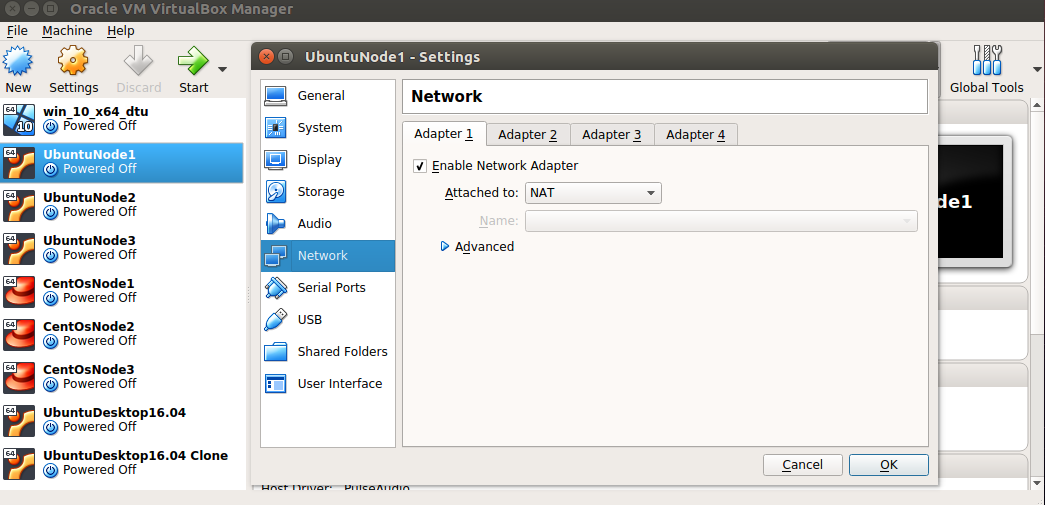 Oracle VM VirtualBox Manager
File Machine Help
New Settings Discard Start
Global Tools
64 win_10_x64_dtu
10 Powered Off
64 UbuntuNode1
Powered Off
64 UbuntuNode2
Powered Off
64 UbuntuNode3
Powered Off
64 CentOsNode1
Powered Off
64 CentOsNode2
Powered Off
64 CentOsNode3
Powered Off
64 UbuntuDesktop16.04
Powered Off
64 UbuntuDesktop16.04 Clone
Powered Off
UbuntuNode1 - Settings
General
System
Display
Storage
Audio
Network
Serial Ports
USB
Shared Folders
User Interface
Network
Adapter 1 Adapter 2 Adapter 3 Adapter 4
Enable Network Adapter
Attached to: NAT
Name:
Advanced
Cancel OK
de1
Host Driver: PulseAudio